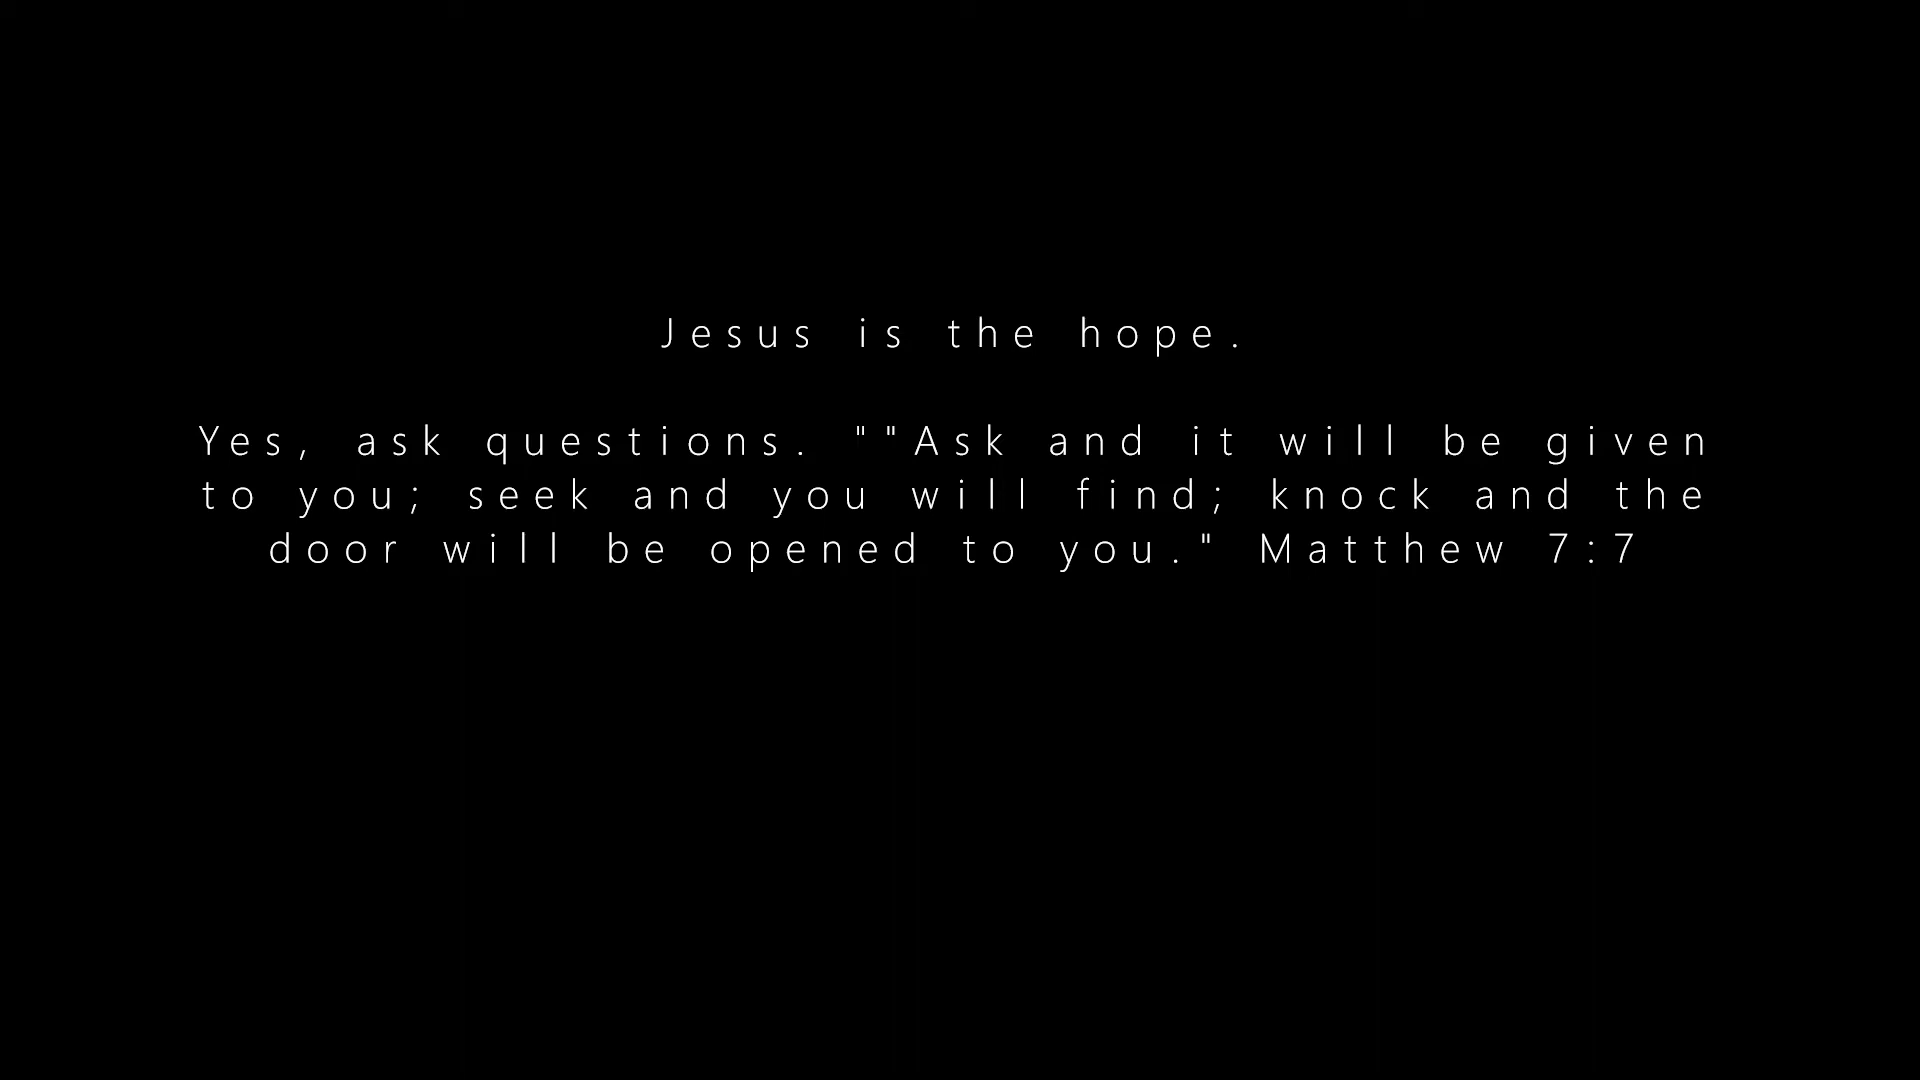 Jesus is the hope.
Yes, ask questions. ""Ask and it will be given
to you; seek and you will find; knock and the
door will be opened to you." Matthew 7:7